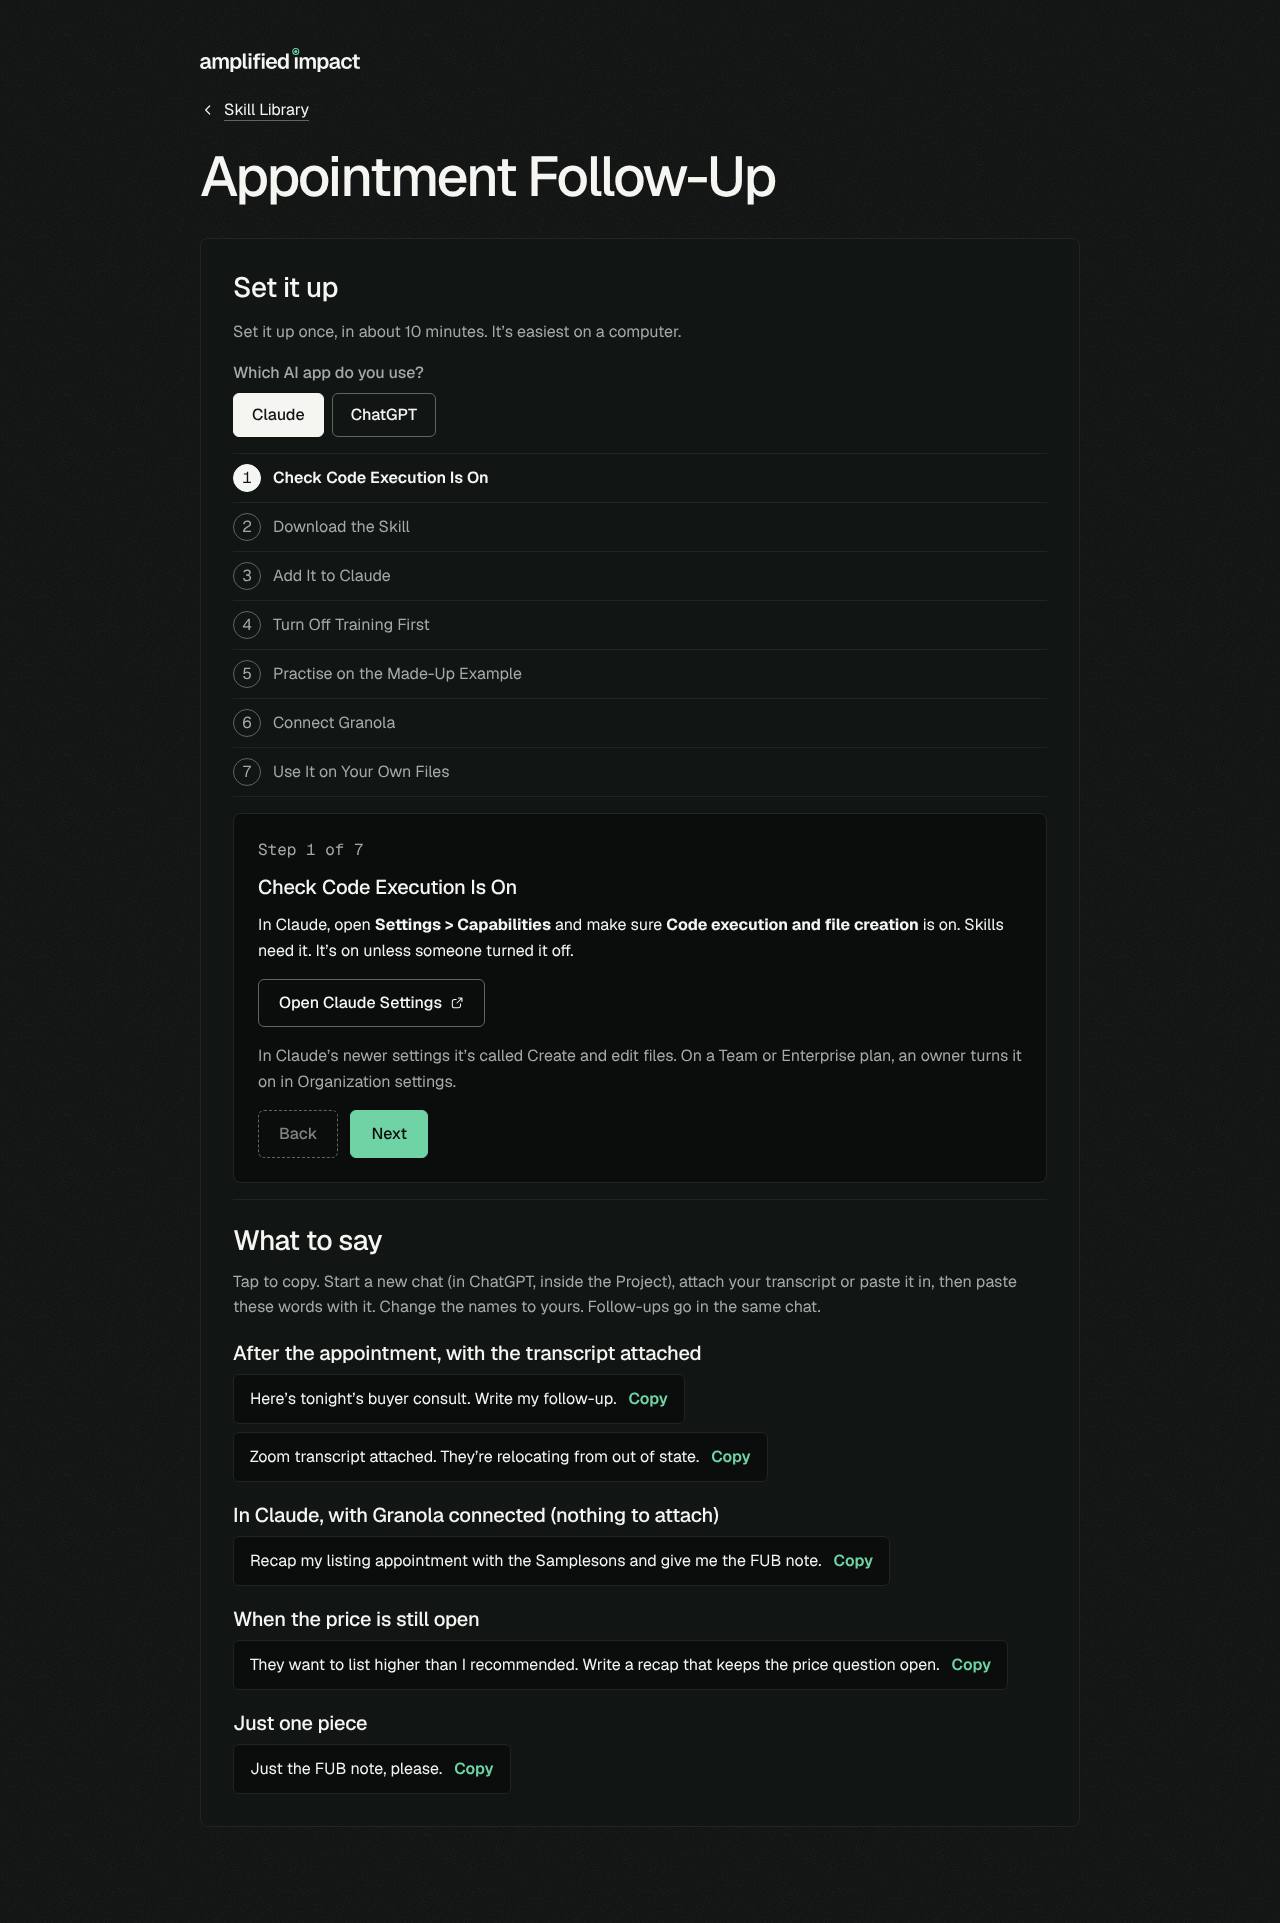 amplified impact
Skill Library
Appointment Follow-Up
Set it up
Set it up once, in about 10 minutes. It’s easiest on a computer.
Which AI app do you use?
Claude
ChatGPT
1 Check Code Execution Is On
2 Download the Skill
3 Add It to Claude
4 Turn Off Training First
5 Practise on the Made-Up Example
6 Connect Granola
7 Use It on Your Own Files
Step 1 of 7
Check Code Execution Is On
In Claude, open Settings > Capabilities and make sure Code execution and file creation is on. Skills
need it. It’s on unless someone turned it off.
Open Claude Settings
In Claude’s newer settings it’s called Create and edit files. On a Team or Enterprise plan, an owner turns it
on in Organization settings.
Back
Next
What to say
Tap to copy. Start a new chat (in ChatGPT, inside the Project), attach your transcript or paste it in, then paste
these words with it. Change the names to yours. Follow-ups go in the same chat.
After the appointment, with the transcript attached
Here’s tonight’s buyer consult. Write my follow-up. Copy
Zoom transcript attached. They’re relocating from out of state. Copy
In Claude, with Granola connected (nothing to attach)
Recap my listing appointment with the Samplesons and give me the FUB note. Copy
When the price is still open
They want to list higher than I recommended. Write a recap that keeps the price question open. Copy
Just one piece
Just the FUB note, please. Copy